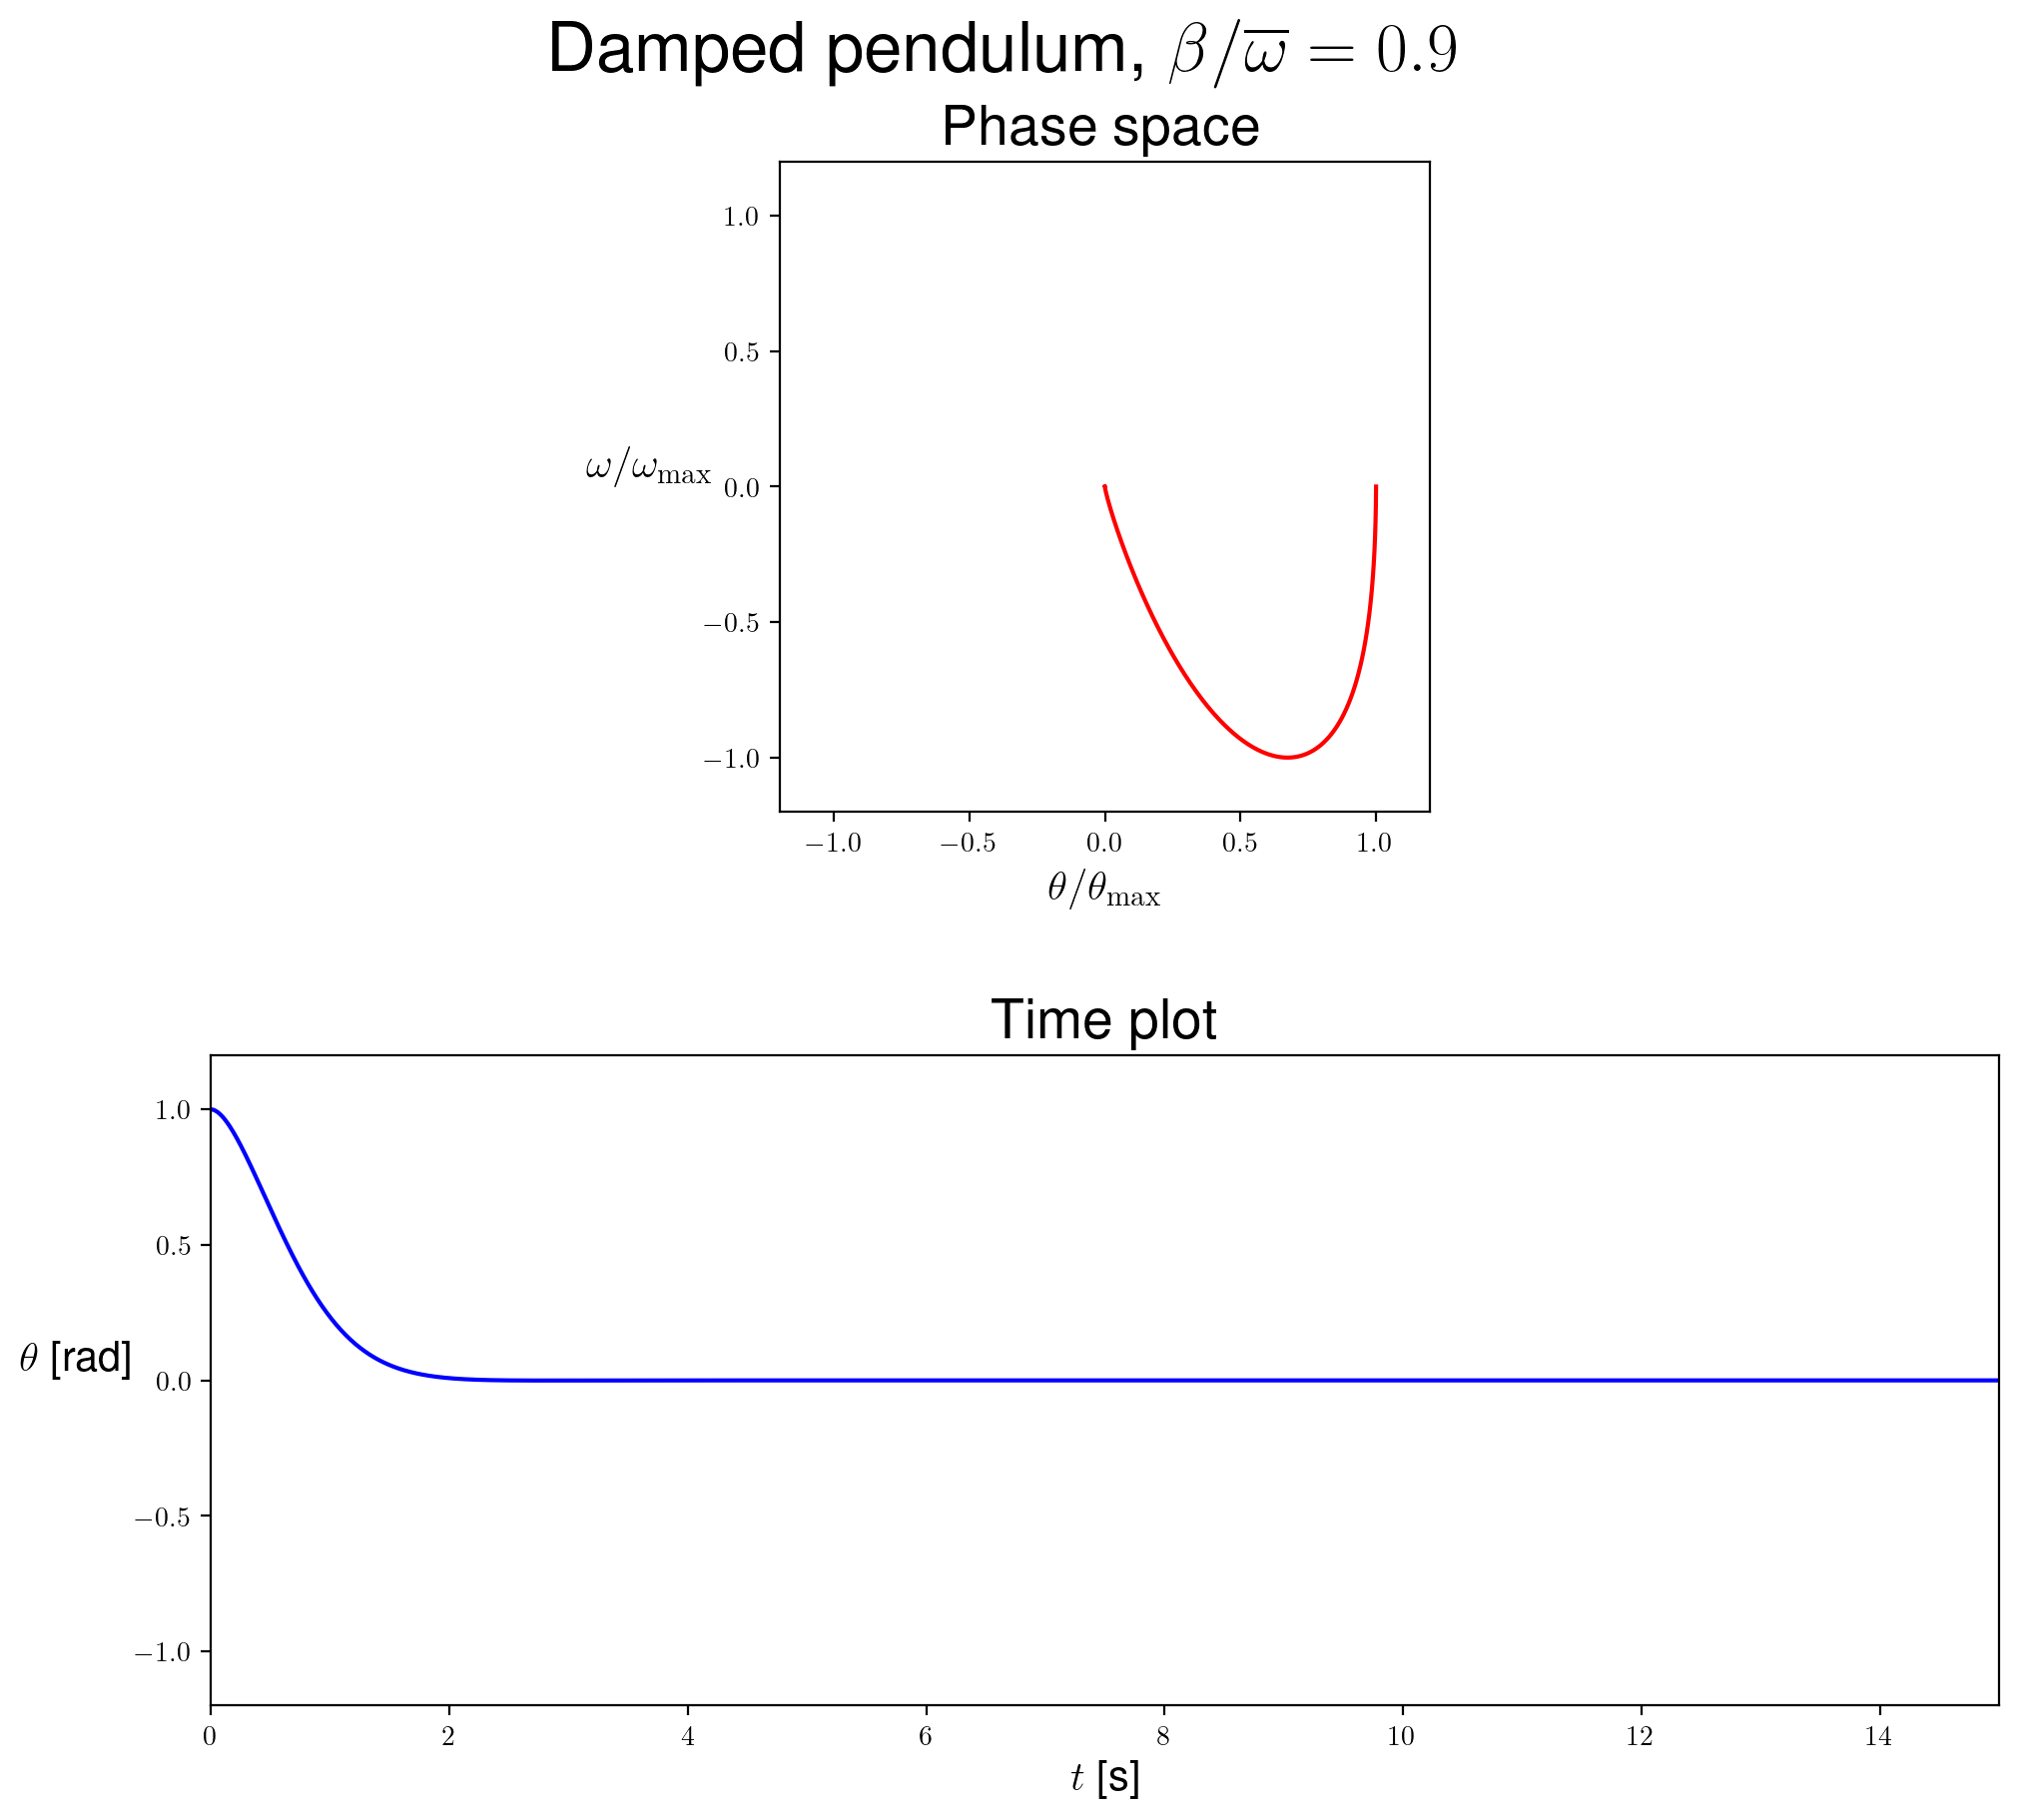 Damped pendulum, β/ω̅ = 0.9
Phase space
1.0
0.5
ω/ω_max 0.0
−0.5
−1.0
−1.0 −0.5 0.0 0.5 1.0
θ/θ_max
Time plot
1.0
0.5
θ [rad]
0.0
−0.5
−1.0
0 2 4 6 8 10 12 14
t [s]